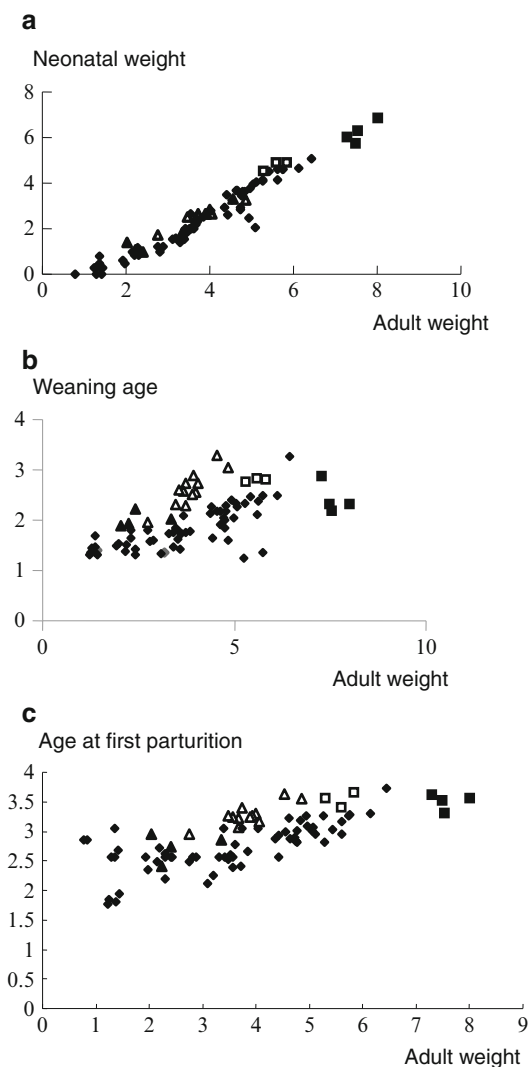 a
Neonatal weight
8
6
4
2
0
0 2 4 6 8 10
Adult weight
b
Weaning age
4
3
2
1
0
0 5 10
Adult weight
c
Age at first parturition
4
3.5
3
2.5
2
1.5
1
0.5
0
0 1 2 3 4 5 6 7 8 9
Adult weight